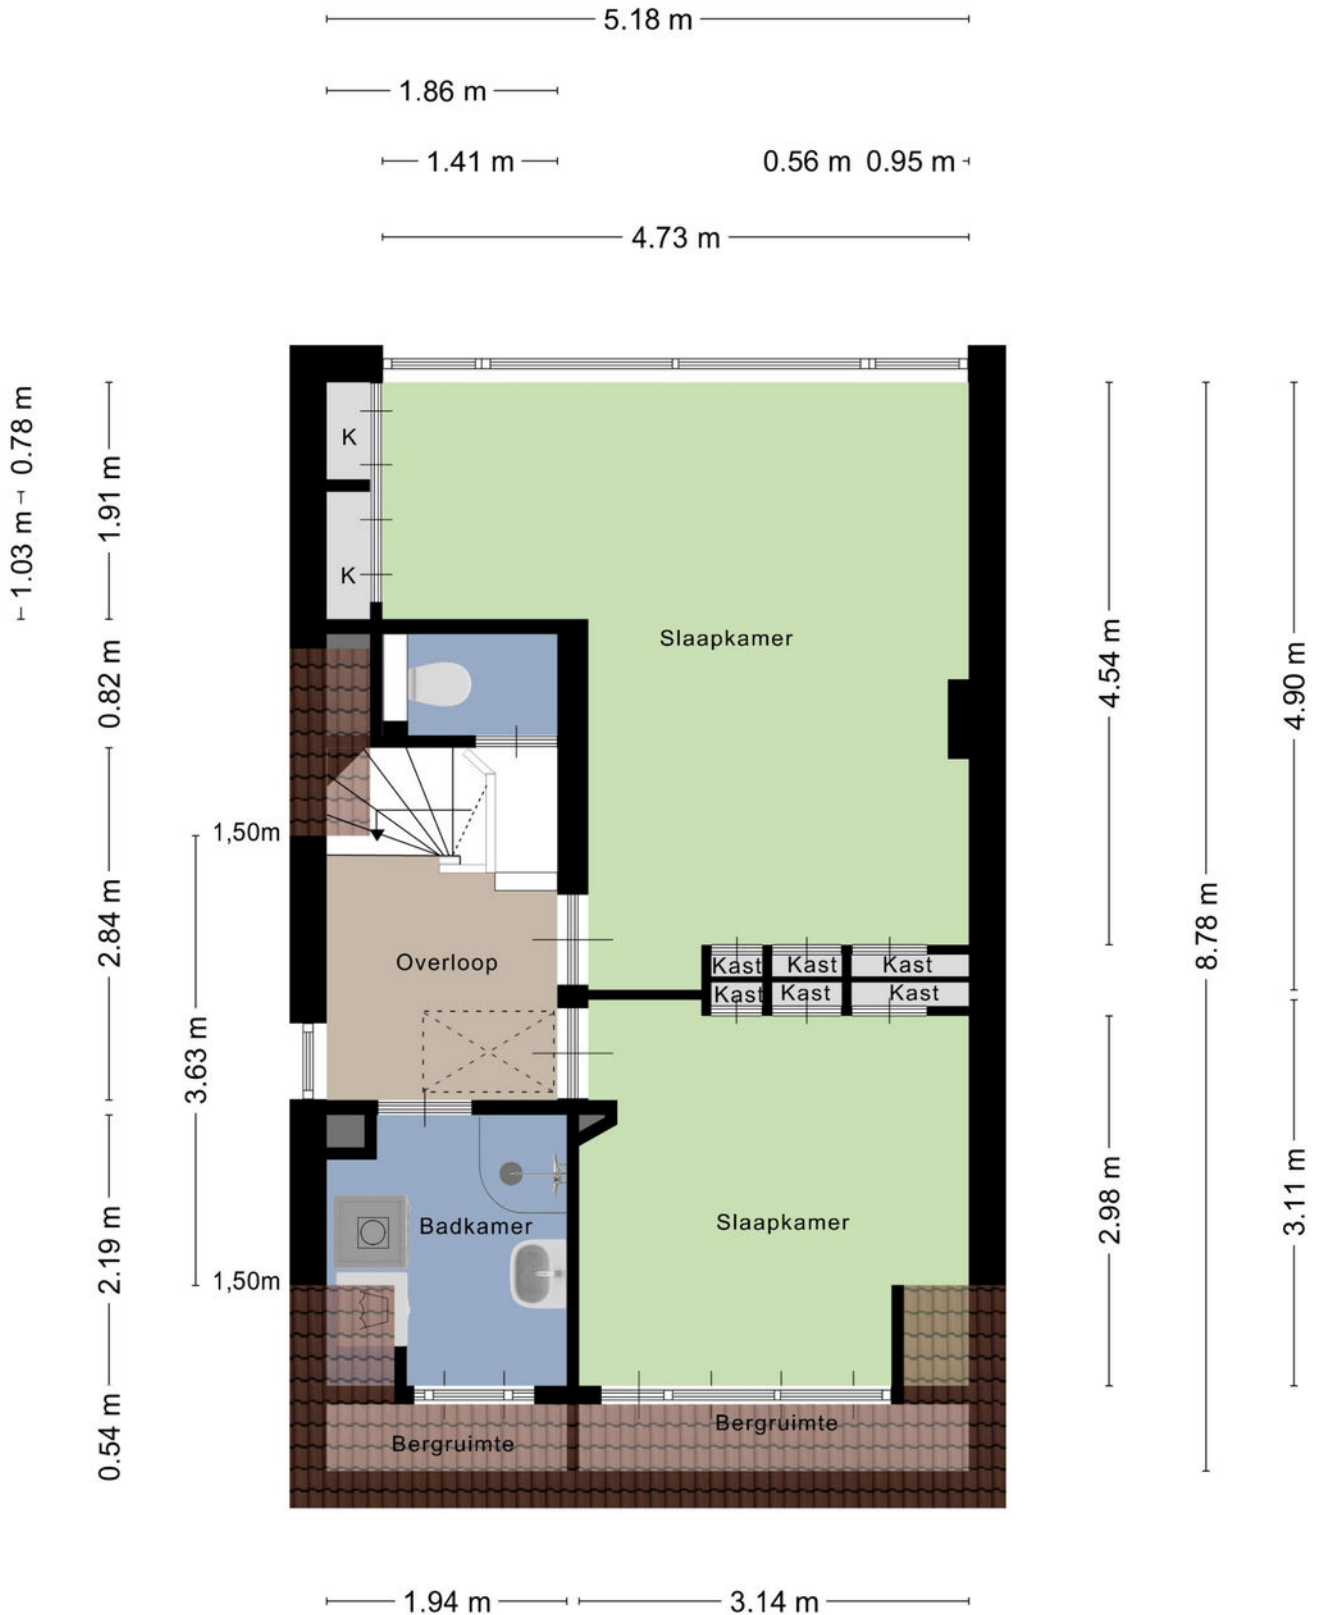 5.18 m
1.86 m
1.41 m
0.56 m 0.95 m
4.73 m
0.78 m
1.03 m
1.91 m
0.82 m
2.84 m
2.19 m
0.54 m
1,50m
3.63 m
1,50m
K
K
Slaapkamer
Overloop
Kast Kast Kast
Kast Kast Kast
Badkamer
Slaapkamer
Bergruimte
Bergruimte
4.54 m
2.98 m
8.78 m
4.90 m
3.11 m
1.94 m
3.14 m